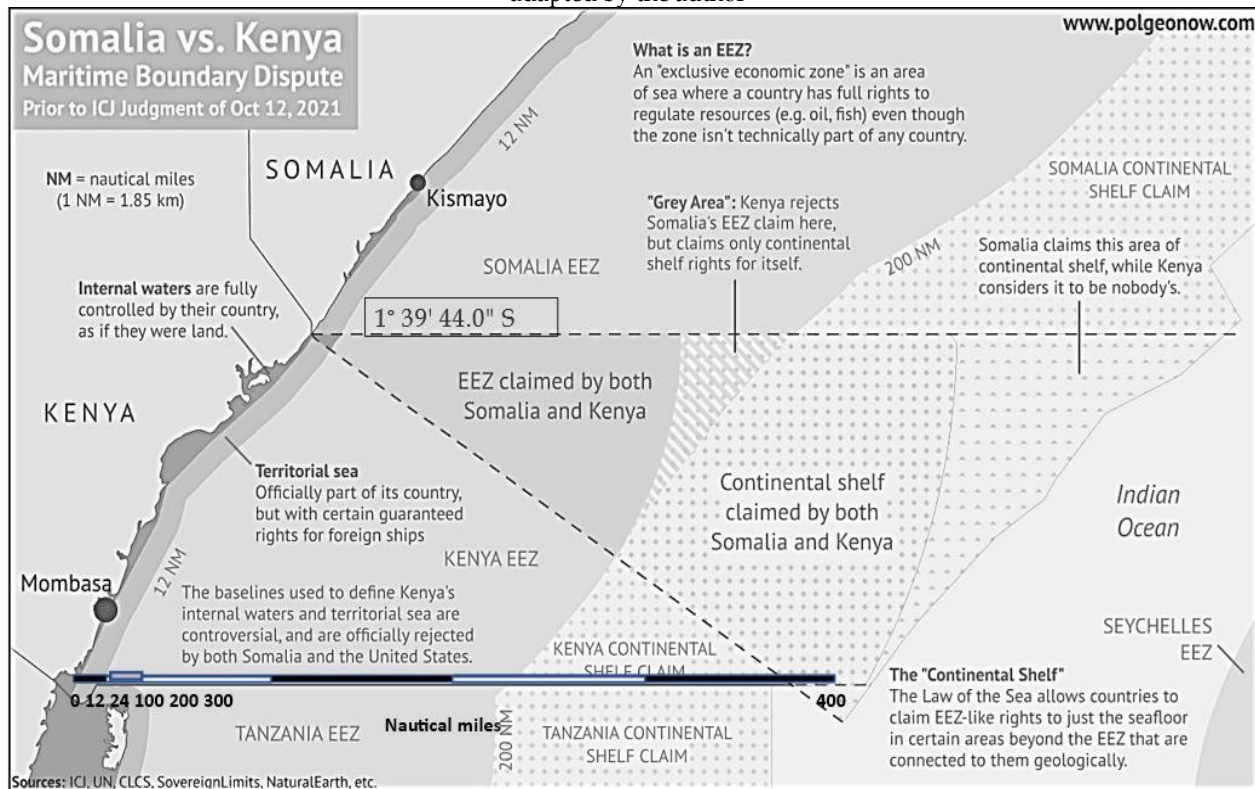 adapted by the author
Somalia vs. Kenya
Maritime Boundary Dispute
Prior to ICJ Judgment of Oct 12, 2021
www.polgeonow.com
What is an EEZ?
An "exclusive economic zone" is an area
of sea where a country has full rights to
regulate resources (e.g. oil, fish) even though
the zone isn't technically part of any country.
12 NM
NM = nautical miles
(1 NM = 1.85 km)
SOMALIA
Kismayo
SOMALIA CONTINENTAL
SHELF CLAIM
"Grey Area": Kenya rejects
Somalia's EEZ claim here,
but claims only continental
shelf rights for itself.
200 NM
Somalia claims this area of
continental shelf, while Kenya
considers it to be nobody's.
SOMALIA EEZ
Internal waters are fully
controlled by their country,
as if they were land.
1° 39' 44.0" S
EEZ claimed by both
Somalia and Kenya
KENYA
Territorial sea
Officially part of its country,
but with certain guaranteed
rights for foreign ships
Continental shelf
claimed by both
Somalia and Kenya
Indian
Ocean
KENYA EEZ
Mombasa
12 NM
The baselines used to define Kenya's
internal waters and territorial sea are
controversial, and are officially rejected
by both Somalia and the United States.
KENYA CONTINENTAL
SHELF CLAIM
SEYCHELLES
EEZ
0 12 24 100 200 300
400
Nautical miles
The "Continental Shelf"
The Law of the Sea allows countries to
claim EEZ-like rights to just the seafloor
in certain areas beyond the EEZ that are
connected to them geologically.
TANZANIA EEZ
200 NM
TANZANIA CONTINENTAL
SHELF CLAIM
Sources: ICJ, UN, CLCS, SovereignLimits, NaturalEarth, etc.